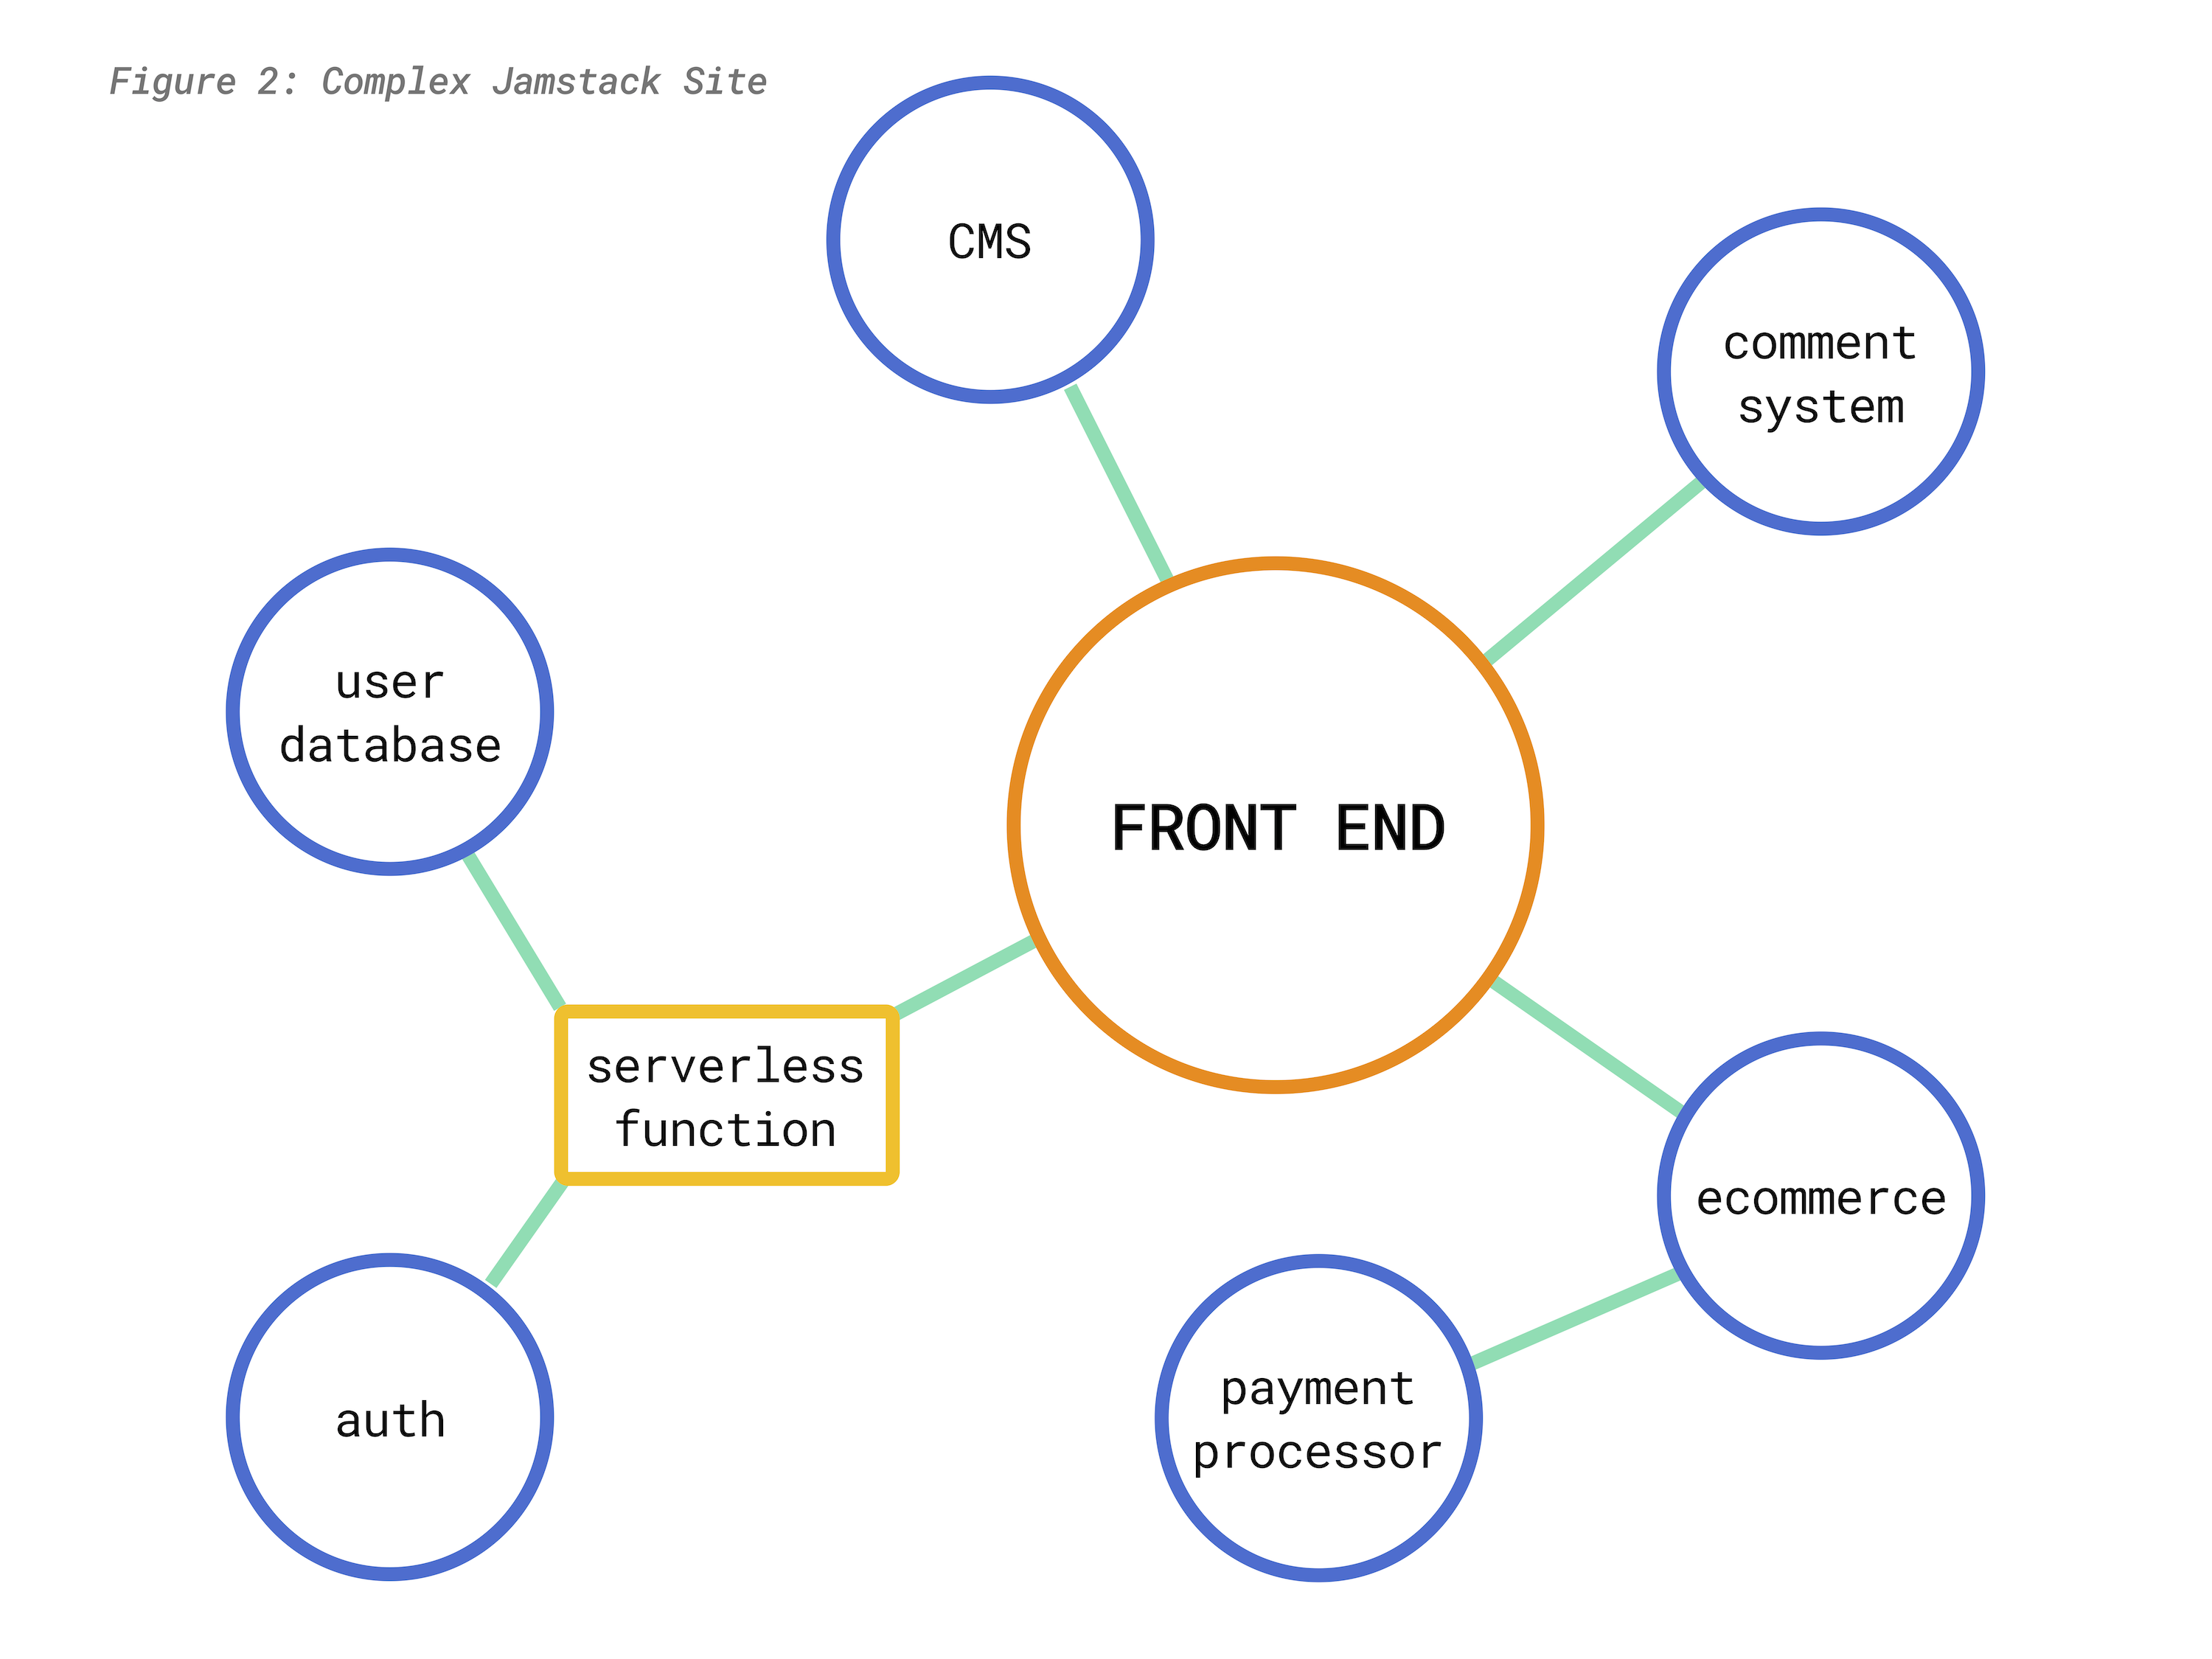 Figure 2: Complex Jamstack Site
CMS
comment
system
user
database
FRONT END
serverless
function
ecommerce
payment
processor
auth